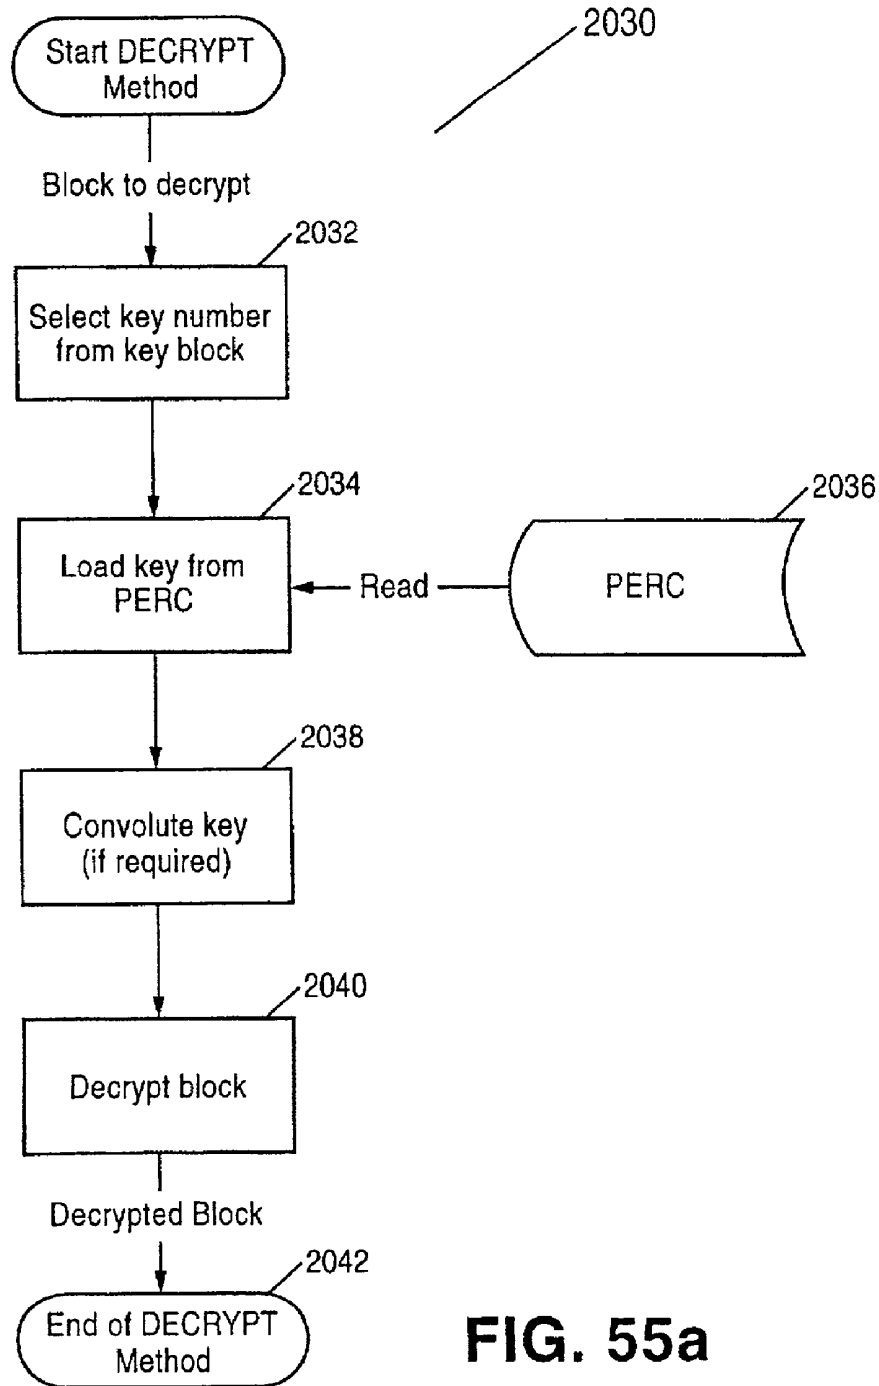 2030
Start DECRYPT
Method
Block to decrypt
2032
Select key number
from key block
2034
Load key from
PERC
Read
2036
PERC
2038
Convolute key
(if required)
2040
Decrypt block
Decrypted Block
2042
End of DECRYPT
Method
FIG. 55a